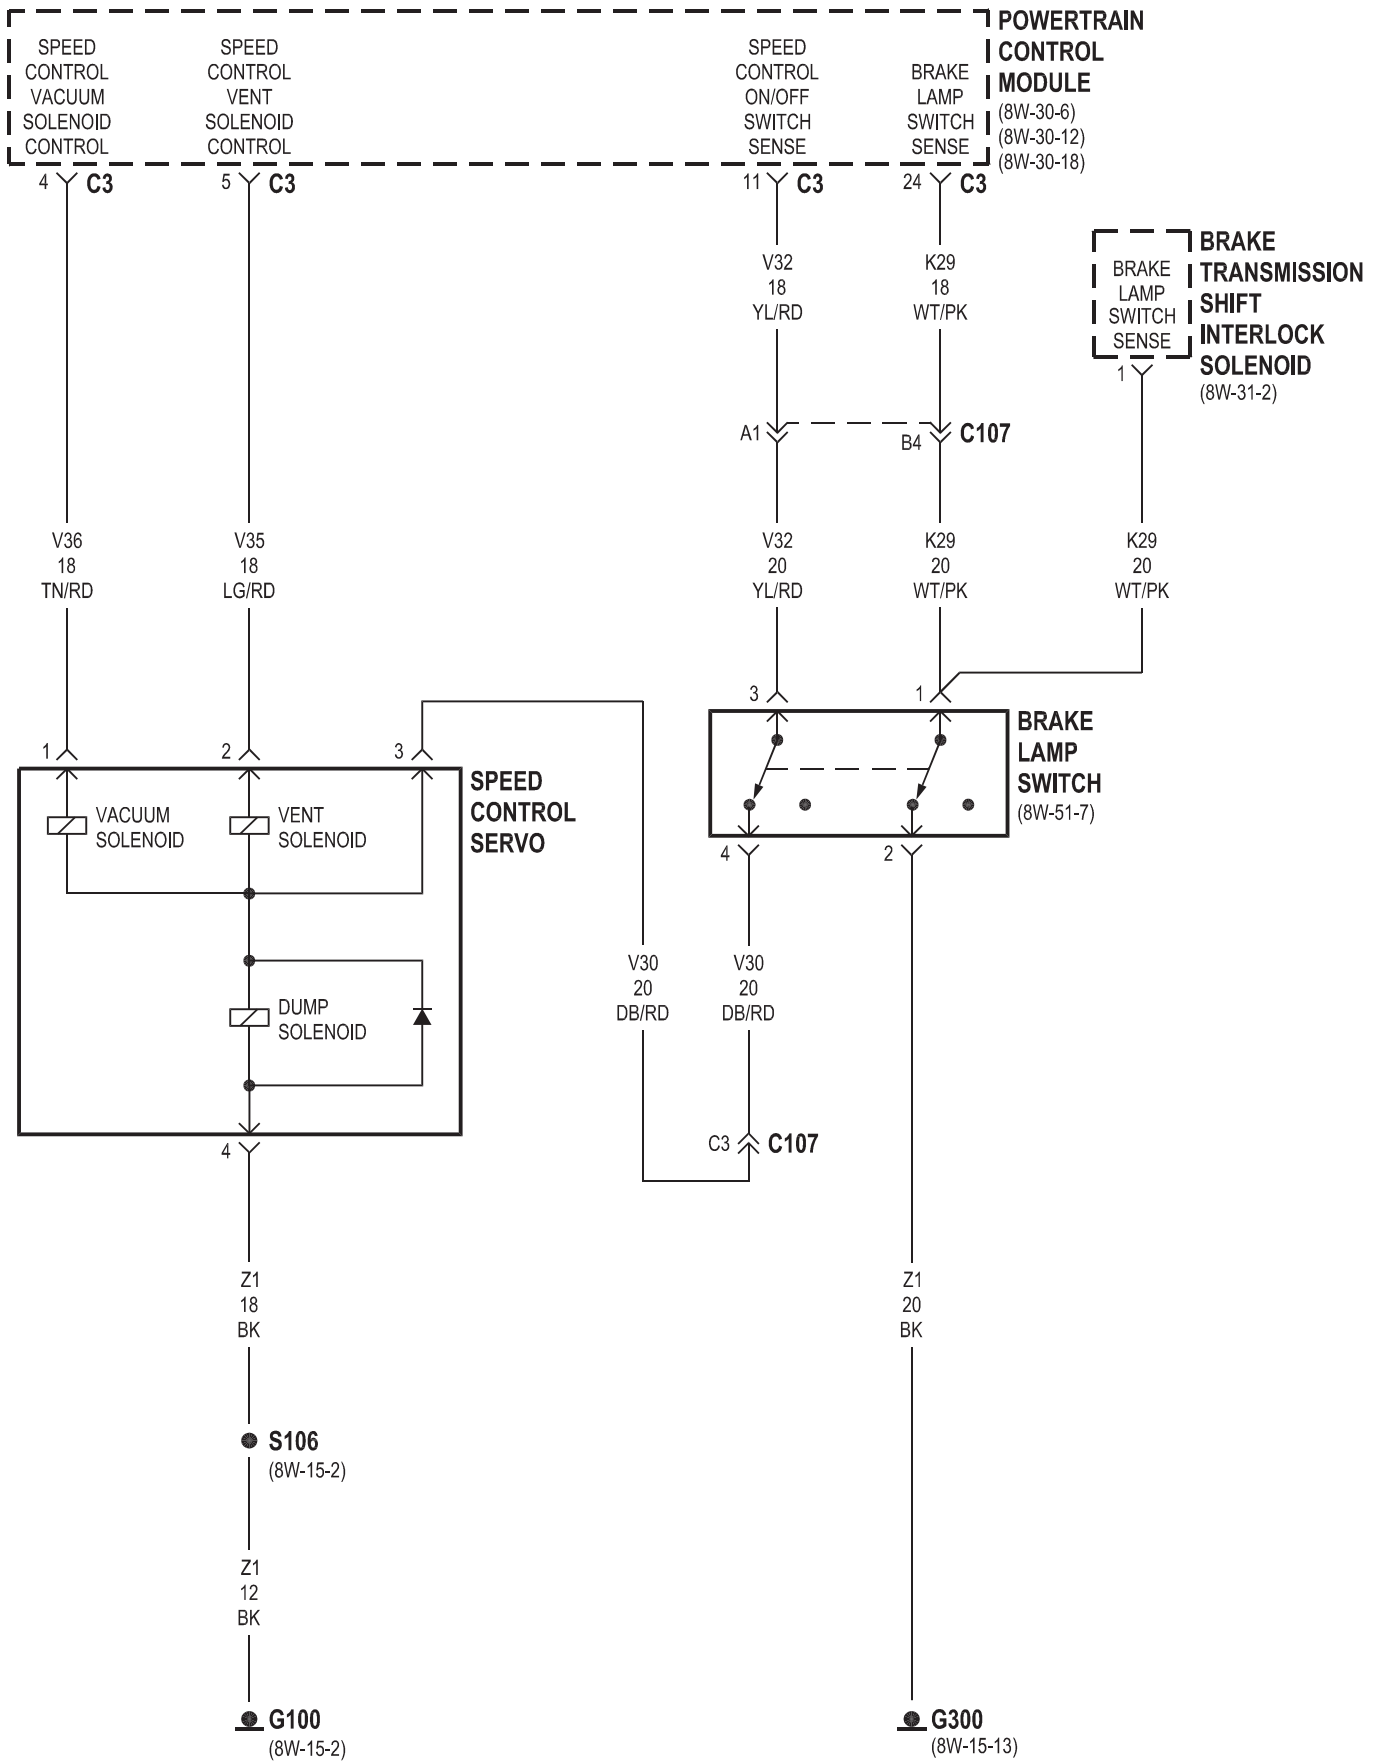 SPEED
CONTROL
VACUUM
SOLENOID
CONTROL
SPEED
CONTROL
VENT
SOLENOID
CONTROL
SPEED
CONTROL
ON/OFF
SWITCH
SENSE
BRAKE
LAMP
SWITCH
SENSE
POWERTRAIN
CONTROL
MODULE
(8W-30-6)
(8W-30-12)
(8W-30-18)
4 C3
5 C3
11 C3
24 C3
BRAKE
LAMP
SWITCH
SENSE
BRAKE
TRANSMISSION
SHIFT
INTERLOCK
SOLENOID
(8W-31-2)
1
V32
18
YL/RD
K29
18
WT/PK
A1
B4
C107
V36
18
TN/RD
V35
18
LG/RD
V32
20
YL/RD
K29
20
WT/PK
K29
20
WT/PK
1
2
3
3
1
BRAKE
LAMP
SWITCH
(8W-51-7)
4
2
VACUUM
SOLENOID
VENT
SOLENOID
SPEED
CONTROL
SERVO
DUMP
SOLENOID
4
V30
20
DB/RD
V30
20
DB/RD
C3 C107
Z1
18
BK
Z1
20
BK
S106
(8W-15-2)
Z1
12
BK
G100
(8W-15-2)
G300
(8W-15-13)